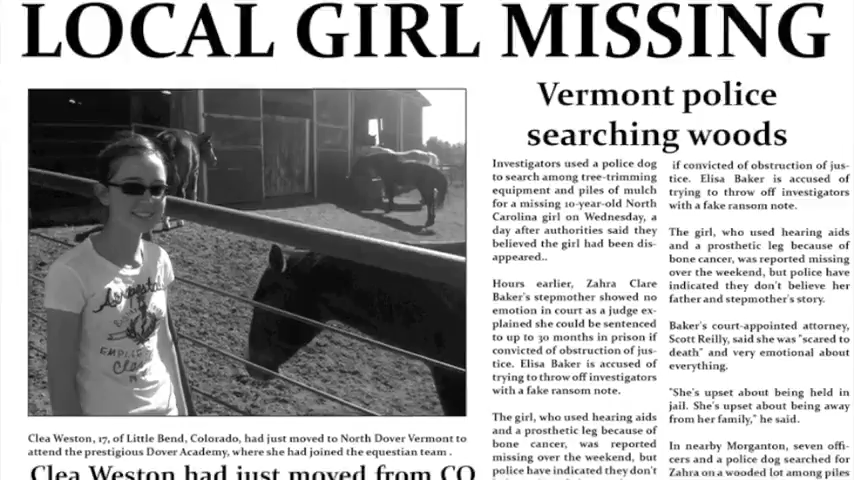 LOCAL GIRL MISSING
Clea Weston, 17, of Little Bend, Colorado, had just moved to North Dover Vermont to
attend the prestigious Dover Academy, where she had joined the equestian team .
Clea Weston had just moved from CO
Vermont police
searching woods
Investigators used a police dog
to search among tree-trimming
equipment and piles of mulch
for a missing 10-year-old North
Carolina girl on Wednesday, a
day after authorities said they
believed the girl had been dis-
appeared..
Hours earlier, Zahra Clare
Baker's stepmother showed no
emotion in court as a judge ex-
plained she could be sentenced
to up to 30 months in prison if
convicted of obstruction of jus-
tice. Elisa Baker is accused of
trying to throw off investigators
with a fake ransom note.
The girl, who used hearing aids
and a prosthetic leg because of
bone cancer, was reported
missing over the weekend, but
police have indicated they don't
if convicted of obstruction of jus-
tice. Elisa Baker is accused of
trying to throw off investigators
with a fake ransom note.
The girl, who used hearing aids
and a prosthetic leg because of
bone cancer, was reported missing
over the weekend, but police have
indicated they don't believe her
father and stepmother's story.
Baker's court-appointed attorney,
Scott Reilly, said she was "scared to
death" and very emotional about
everything.
"She's upset about being held in
jail. She's upset about being away
from her family," he said.
In nearby Morganton, seven offi-
cers and a police dog searched for
Zahra on a wooded lot among piles